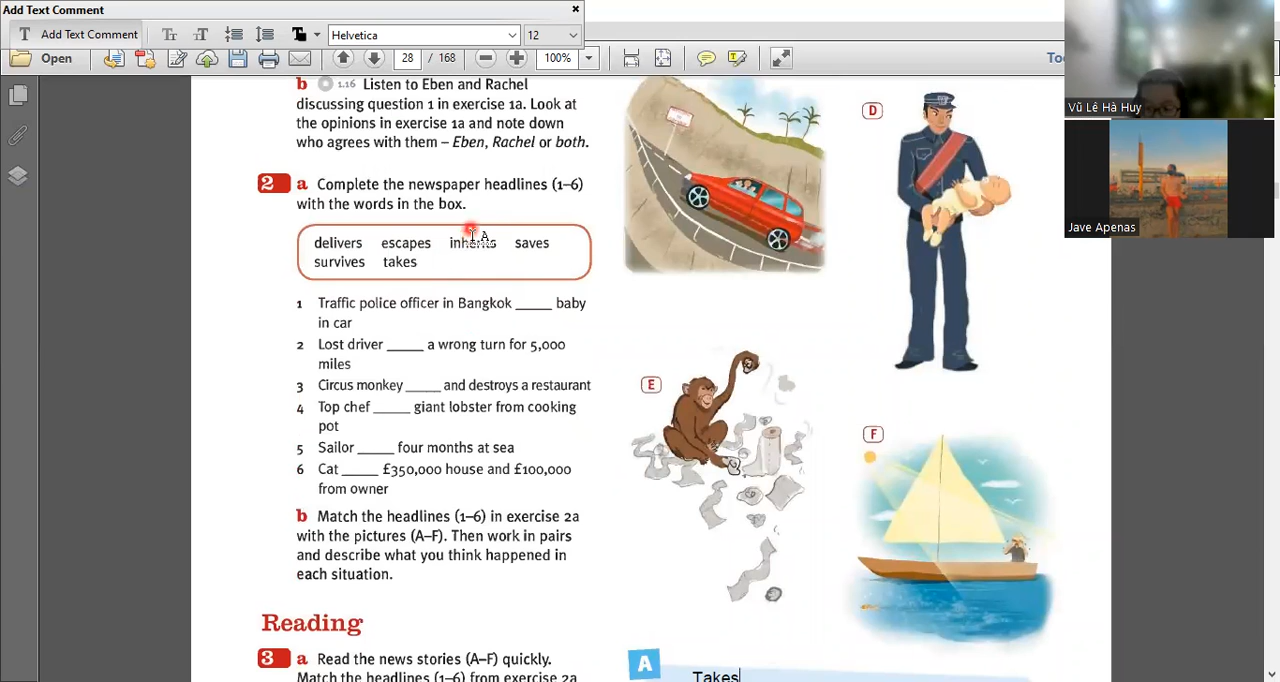 Add Text Comment
Add Text Comment
Helvetica
12
Open
28 / 168
100%
Vũ Lê Hà Huy
Jave Apenas
b 1.16 Listen to Eben and Rachel
discussing question 1 in exercise 1a. Look at
the opinions in exercise 1a and note down
who agrees with them – Eben, Rachel or both.
2 a Complete the newspaper headlines (1–6)
with the words in the box.
delivers escapes inherits saves
survives takes
1 Traffic police officer in Bangkok _____ baby
in car
2 Lost driver _____ a wrong turn for 5,000
miles
3 Circus monkey _____ and destroys a restaurant
4 Top chef _____ giant lobster from cooking
pot
5 Sailor _____ four months at sea
6 Cat _____ £350,000 house and £100,000
from owner
b Match the headlines (1–6) in exercise 2a
with the pictures (A–F). Then work in pairs
and describe what you think happened in
each situation.
Reading
3 a Read the news stories (A–F) quickly.
Match the headlines (1–6) from exercise 2a
D
E
F
A
Takes